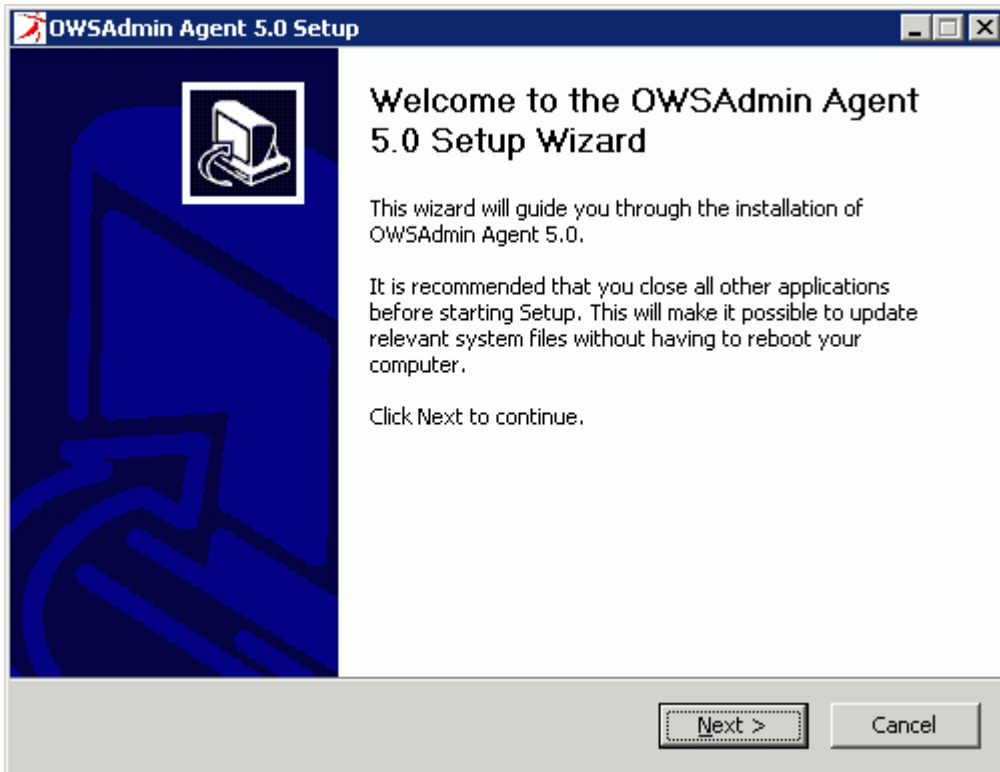 OWSAdmin Agent 5.0 Setup
Welcome to the OWSAdmin Agent
5.0 Setup Wizard
This wizard will guide you through the installation of
OWSAdmin Agent 5.0.
It is recommended that you close all other applications
before starting Setup. This will make it possible to update
relevant system files without having to reboot your
computer.
Click Next to continue.
Next >
Cancel